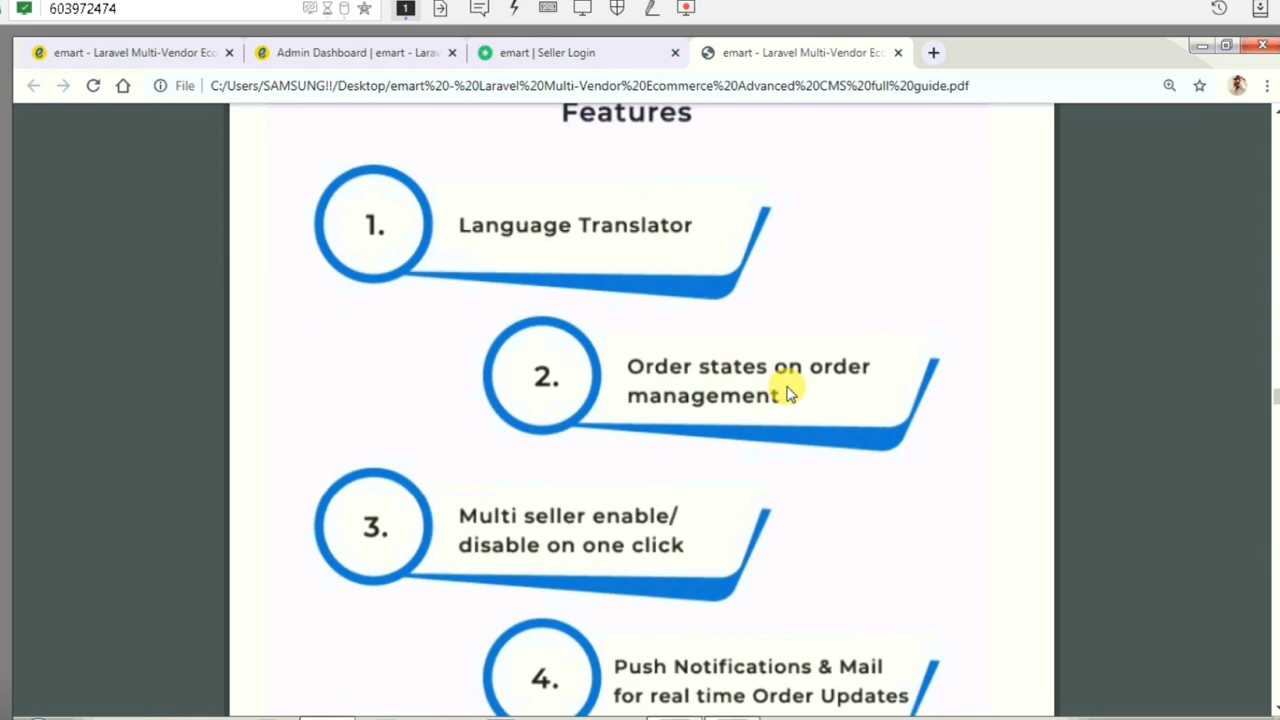 603972474
1
emart - Laravel Multi-Vendor Eco
Admin Dashboard | emart - Larav
emart | Seller Login
emart - Laravel Multi-Vendor Eco
File
C:/Users/SAMSUNG!!/Desktop/emart%20-%20Laravel%20Multi-Vendor%20Ecommerce%20Advanced%20CMS%20full%20guide.pdf
Features
1.
Language Translator
2.
Order states on order
management
3.
Multi seller enable/
disable on one click
4.
Push Notifications & Mail
for real time Order Updates